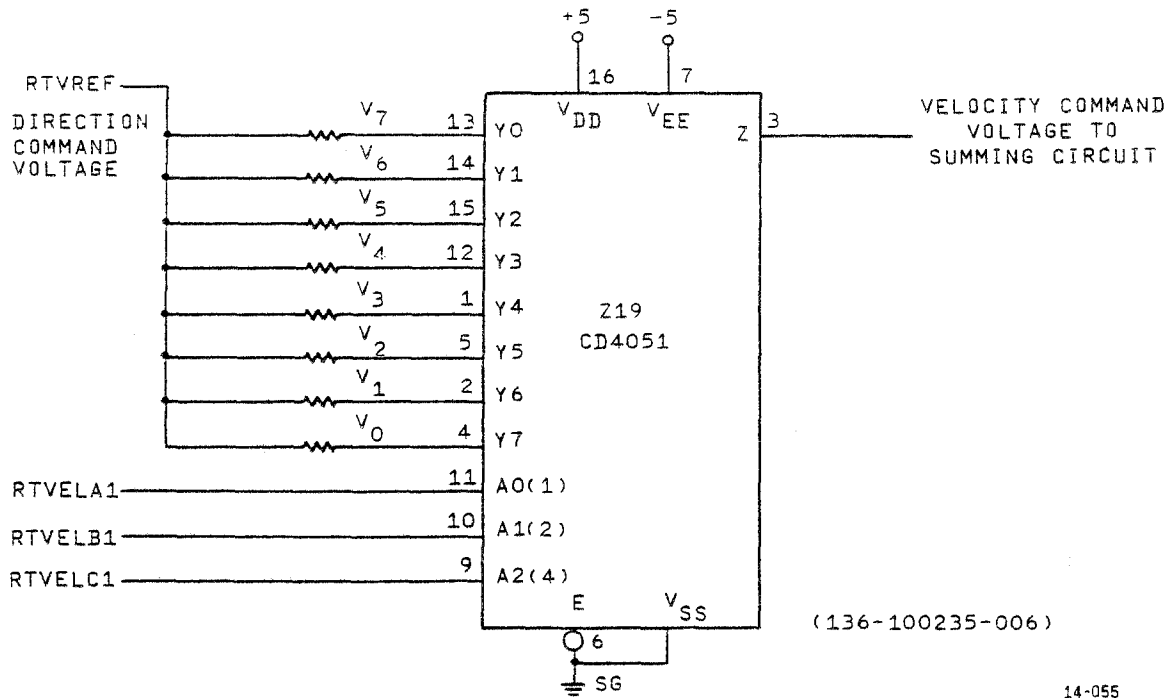 +5
-5
16
7
RTVREF
DIRECTION
COMMAND
VOLTAGE
VDD
VEE
VELOCITY COMMAND
VOLTAGE TO
SUMMING CIRCUIT
3
Z
V7
13
Y0
V6
14
Y1
V5
15
Y2
V4
12
Y3
V3
1
Y4
V2
5
Y5
V1
2
Y6
V0
4
Y7
Z19
CD4051
RTVELA1
11
A0(1)
RTVELB1
10
A1(2)
RTVELC1
9
A2(4)
E
VSS
6
SG
(136-100235-006)
14-055